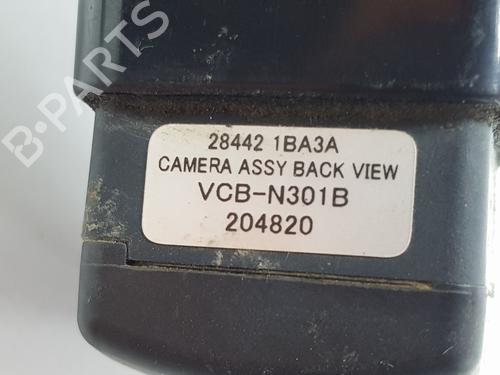 B-PARTS
28442 1BA3A
CAMERA ASSY BACK VIEW
VCB-N301B
204820